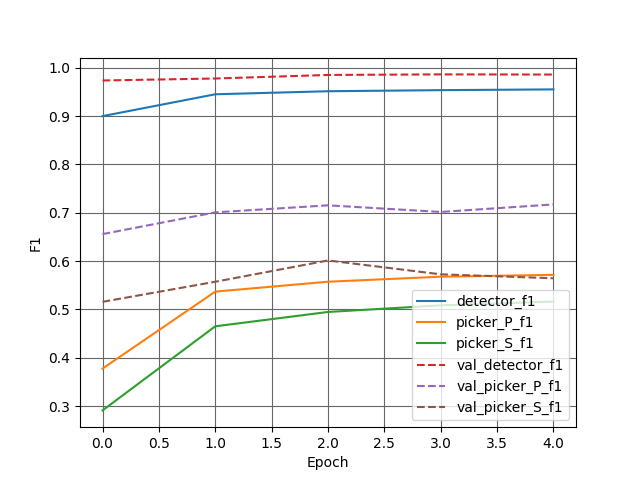 1.0
0.9
0.8
0.7
0.6
0.5
0.4
0.3
F1
0.0 0.5 1.0 1.5 2.0 2.5 3.0 3.5 4.0
Epoch
detector_f1
picker_P_f1
picker_S_f1
val_detector_f1
val_picker_P_f1
val_picker_S_f1